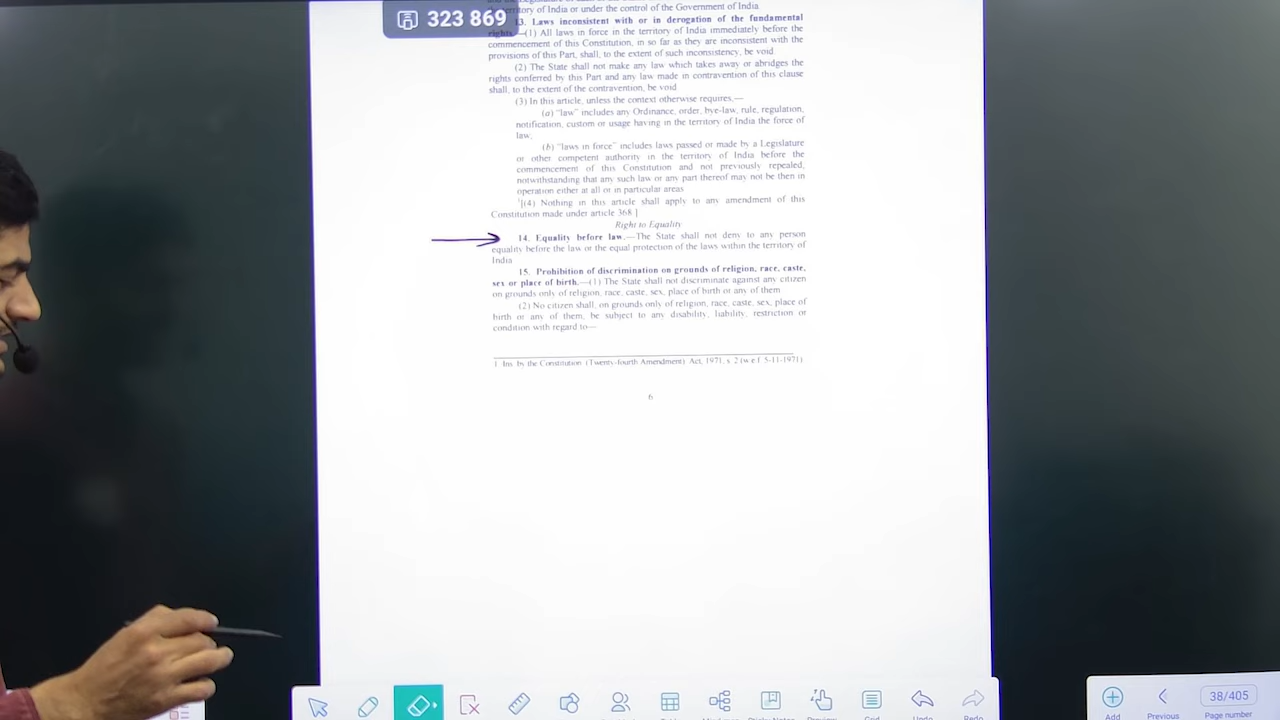 323 869
territory of India or under the control of the Government of India.
13. Laws inconsistent with or in derogation of the fundamental
rights.—(1) All laws in force in the territory of India immediately before the
commencement of this Constitution, in so far as they are inconsistent with the
provisions of this Part, shall, to the extent of such inconsistency, be void
(2) The State shall not make any law which takes away or abridges the
rights conferred by this Part and any law made in contravention of this clause
shall, to the extent of the contravention, be void
(3) In this article, unless the context otherwise requires,—
(a) "law" includes any Ordinance, order, bye-law, rule, regulation,
notification, custom or usage having in the territory of India the force of
law;
(b) "laws in force" includes laws passed or made by a Legislature
or other competent authority in the territory of India before the
commencement of this Constitution and not previously repealed,
notwithstanding that any such law or any part thereof may not be then in
operation either at all or in particular areas
¹[(4) Nothing in this article shall apply to any amendment of this
Constitution made under article 368.]
Right to Equality
14. Equality before law.—The State shall not deny to any person
equality before the law or the equal protection of the laws within the territory of
India
15. Prohibition of discrimination on grounds of religion, race, caste,
sex or place of birth.—(1) The State shall not discriminate against any citizen
on grounds only of religion, race, caste, sex, place of birth or any of them
(2) No citizen shall, on grounds only of religion, race, caste, sex, place of
birth or any of them, be subject to any disability, liability, restriction or
condition with regard to—
1 Ins by the Constitution (Twenty-fourth Amendment) Act, 1971, s 2 (w.e.f 5-11-1971)
6
Undo
Redo
Add
Previous
38/405
Page number